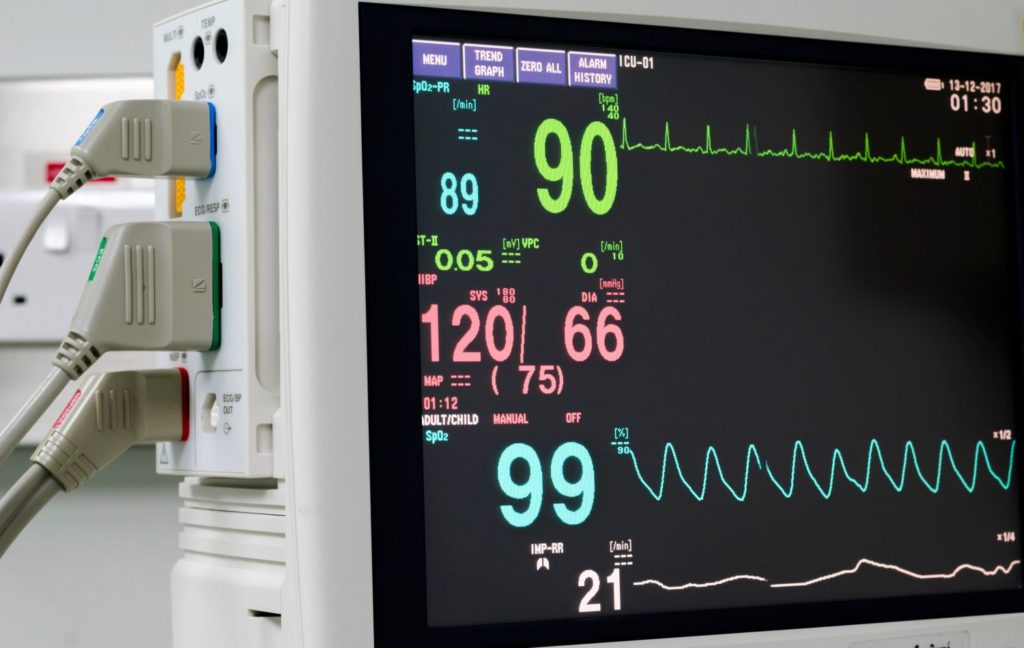 MULTI
TEMP
SpO₂
ECG/RESP
NIBP
ECG/BP
OUT
MENU
TREND
GRAPH
ZERO ALL
ALARM
HISTORY
ICU-01
13-12-2017
01:30
SpO₂-PR
HR
[/min]
---
89
[bpm]
140
40
90
AUTO x1
MAXIMUM II
ST-II
[mV]
0.05
---
VPC
[/min]
10
0
NIBP
[mmHg]
SYS 180
80
DIA ---
120/ 66
MAP --- ( 75)
01:12
ADULT/CHILD MANUAL OFF
SpO₂
[%]
---
90
99
x1/2
IMP-RR
[/min]
---
21
x1/4